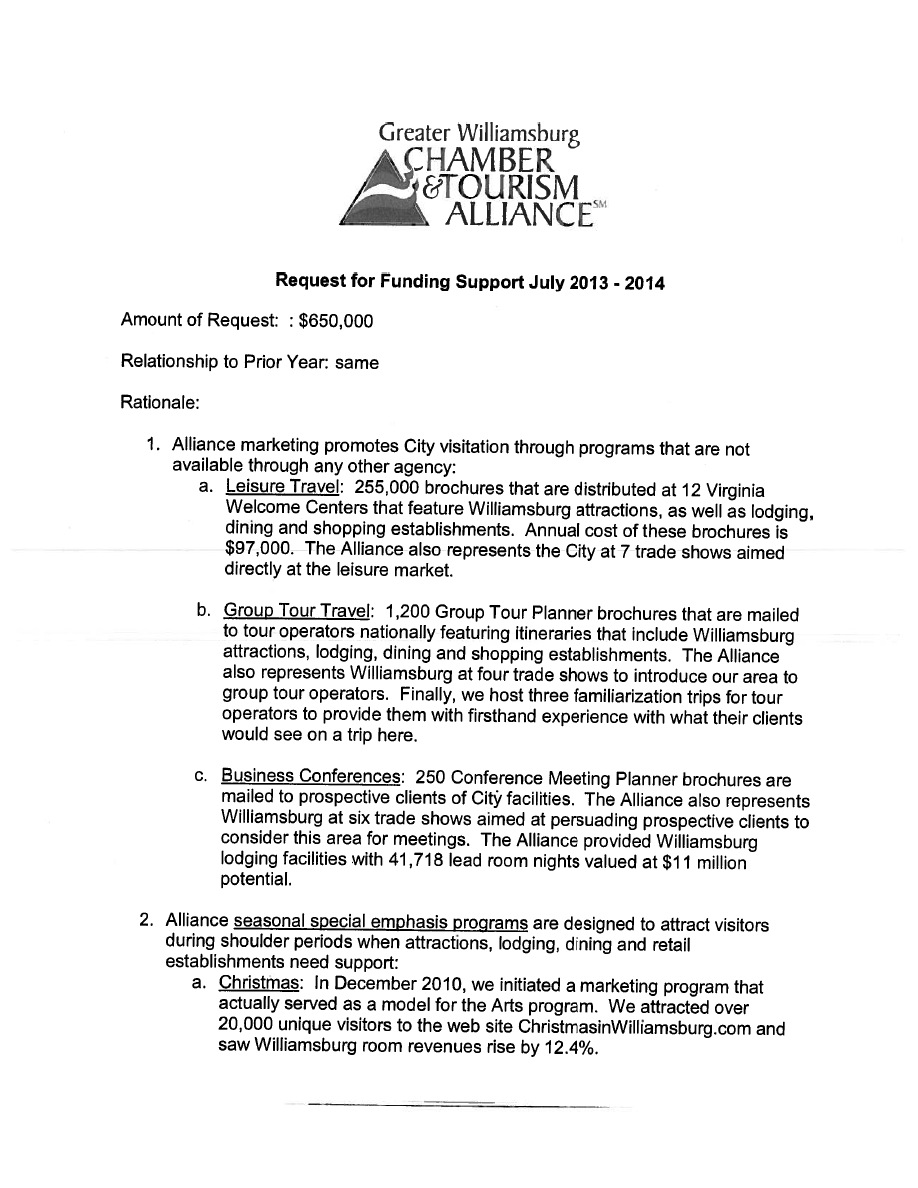 Greater Williamsburg
CHAMBER
&TOURISM
ALLIANCE℠
Request for Funding Support July 2013 - 2014
Amount of Request: : $650,000
Relationship to Prior Year: same
Rationale:
1. Alliance marketing promotes City visitation through programs that are not
available through any other agency:
a. Leisure Travel: 255,000 brochures that are distributed at 12 Virginia
Welcome Centers that feature Williamsburg attractions, as well as lodging,
dining and shopping establishments. Annual cost of these brochures is
$97,000. The Alliance also represents the City at 7 trade shows aimed
directly at the leisure market.
b. Group Tour Travel: 1,200 Group Tour Planner brochures that are mailed
to tour operators nationally featuring itineraries that include Williamsburg
attractions, lodging, dining and shopping establishments. The Alliance
also represents Williamsburg at four trade shows to introduce our area to
group tour operators. Finally, we host three familiarization trips for tour
operators to provide them with firsthand experience with what their clients
would see on a trip here.
c. Business Conferences: 250 Conference Meeting Planner brochures are
mailed to prospective clients of City facilities. The Alliance also represents
Williamsburg at six trade shows aimed at persuading prospective clients to
consider this area for meetings. The Alliance provided Williamsburg
lodging facilities with 41,718 lead room nights valued at $11 million
potential.
2. Alliance seasonal special emphasis programs are designed to attract visitors
during shoulder periods when attractions, lodging, dining and retail
establishments need support:
a. Christmas: In December 2010, we initiated a marketing program that
actually served as a model for the Arts program. We attracted over
20,000 unique visitors to the web site ChristmasinWilliamsburg.com and
saw Williamsburg room revenues rise by 12.4%.